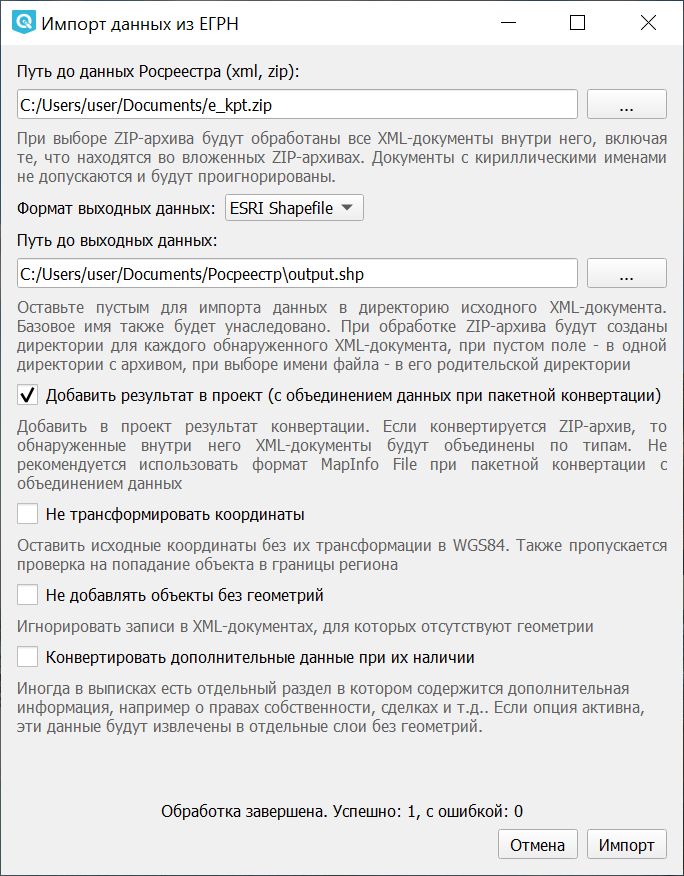 Импорт данных из ЕГРН
Путь до данных Росреестра (xml, zip):
C:/Users/user/Documents/e_kpt.zip
...
При выборе ZIP-архива будут обработаны все XML-документы внутри него, включая
те, что находятся во вложенных ZIP-архивах. Документы с кириллическими именами
не допускаются и будут проигнорированы.
Формат выходных данных: ESRI Shapefile
Путь до выходных данных:
C:/Users/user/Documents/Росреестр\output.shp
...
Оставьте пустым для импорта данных в директорию исходного XML-документа.
Базовое имя также будет унаследовано. При обработке ZIP-архива будут созданы
директории для каждого обнаруженного XML-документа, при пустом поле - в одной
директории с архивом, при выборе имени файла - в его родительской директории
Добавить результат в проект (с объединением данных при пакетной конвертации)
Добавить в проект результат конвертации. Если конвертируется ZIP-архив, то
обнаруженные внутри него XML-документы будут объединены по типам. Не
рекомендуется использовать формат MapInfo File при пакетной конвертации с
объединением данных
Не трансформировать координаты
Оставить исходные координаты без их трансформации в WGS84. Также пропускается
проверка на попадание объекта в границы региона
Не добавлять объекты без геометрий
Игнорировать записи в XML-документах, для которых отсутствуют геометрии
Конвертировать дополнительные данные при их наличии
Иногда в выписках есть отдельный раздел в котором содержится дополнительная
информация, например о правах собственности, сделках и т.д.. Если опция активна,
эти данные будут извлечены в отдельные слои без геометрий.
Обработка завершена. Успешно: 1, с ошибкой: 0
Отмена
Импорт